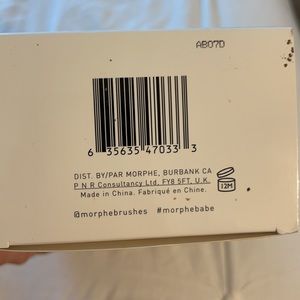 AB07D
6 35635 47033 3
DIST. BY/PAR MORPHE, BURBANK CA
P N R Consultancy Ltd, FY8 5FT, U.K.
Made in China. Fabriqué en Chine.
12M
@morphebrushes #morphebabe